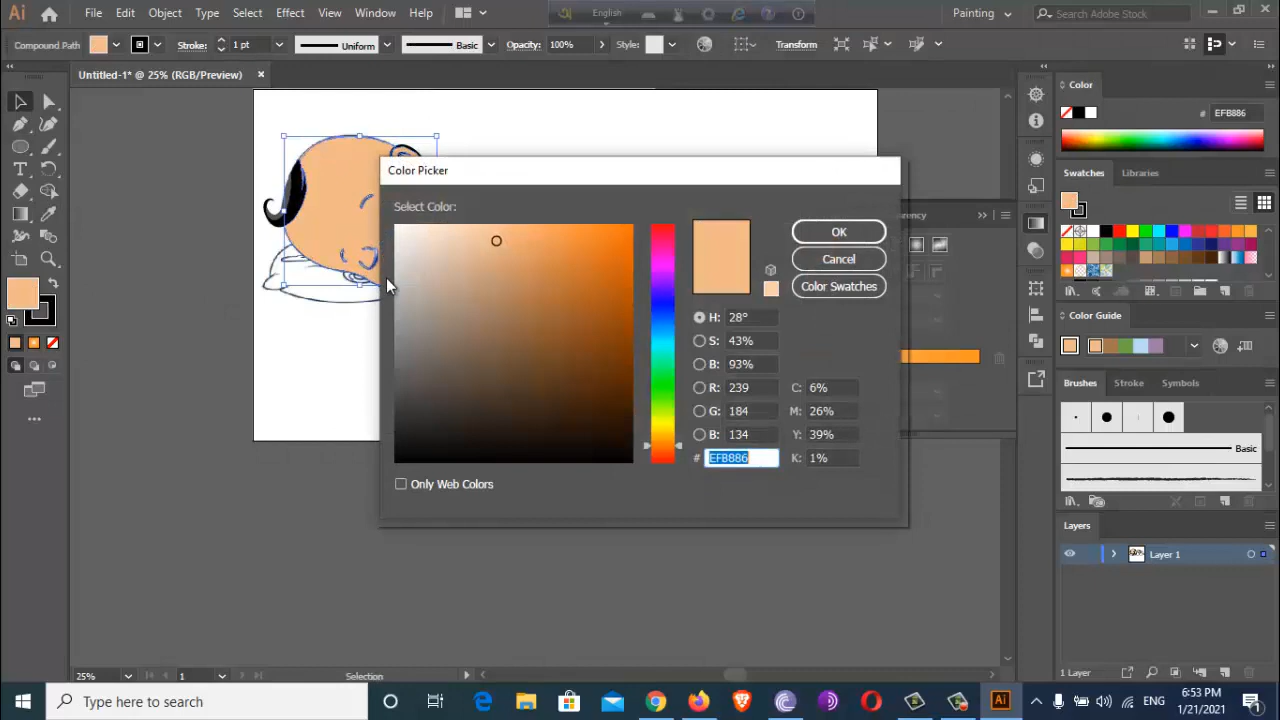 Ai File Edit Object Type Select Effect View Window Help English Painting Search Adobe Stock
Compound Path Stroke: 1 pt Uniform Basic Opacity: 100% Style: Transform
Untitled-1* @ 25% (RGB/Preview) ×
Color
# EFB886
Swatches Libraries
Color Picker
Select Color:
OK
Cancel
Color Swatches
H: 28°
S: 43%
B: 93%
R: 239 C: 6%
G: 184 M: 26%
B: 134 Y: 39%
# EFB886 K: 1%
Only Web Colors
Color Guide
Brushes Stroke Symbols
Basic
Layers
Layer 1
1 Layer
25% 1 Selection
Type here to search
Ai
ENG
6:53 PM
1/21/2021